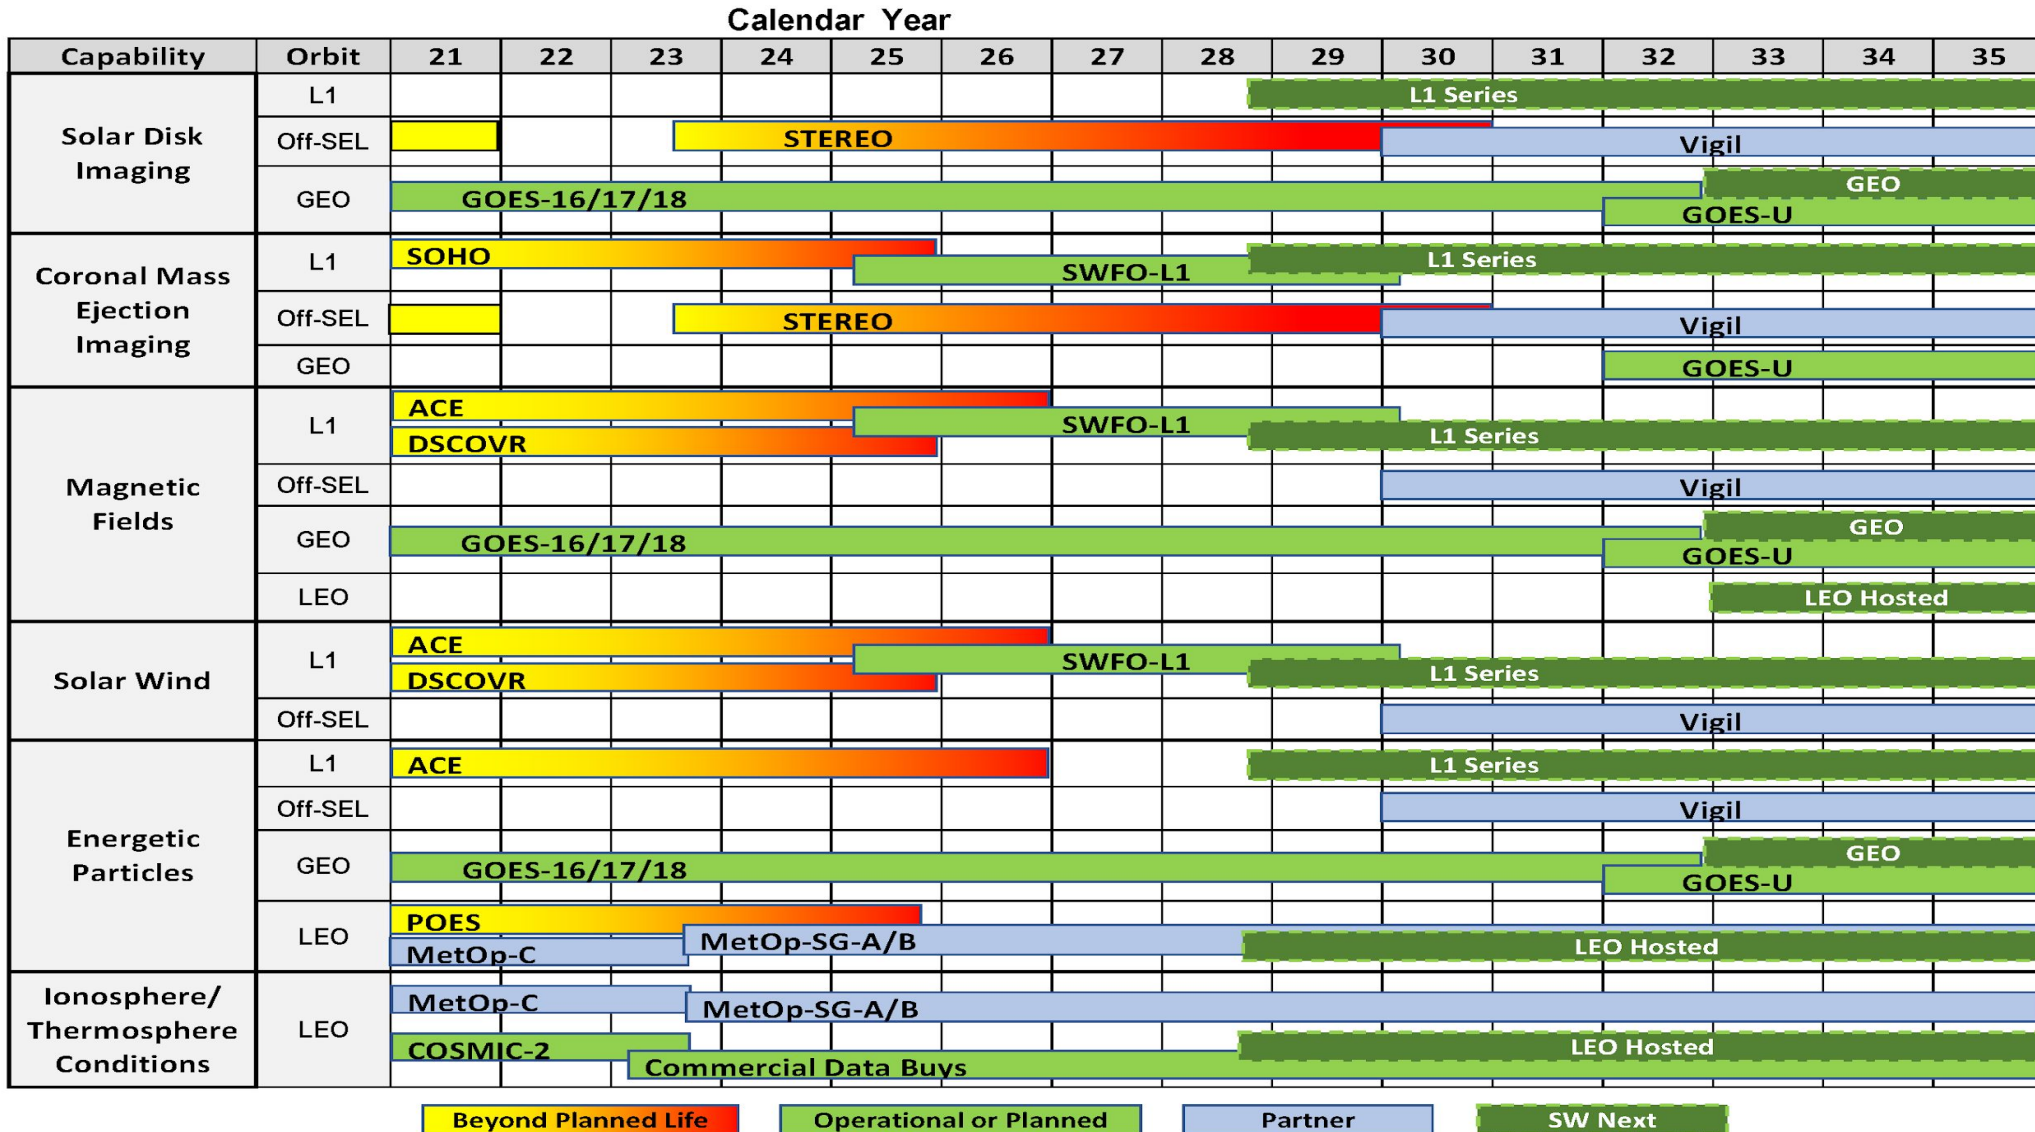 Calendar Year
Capability Orbit 21 22 23 24 25 26 27 28 29 30 31 32 33 34 35
Solar Disk
Imaging
L1
L1 Series
Off-SEL
STEREO
Vigil
GEO
GOES-16/17/18
GEO
GOES-U
Coronal Mass
Ejection
Imaging
L1
SOHO
SWFO-L1
L1 Series
Off-SEL
STEREO
Vigil
GEO
GOES-U
Magnetic
Fields
L1
ACE
DSCOVR
SWFO-L1
L1 Series
Off-SEL
Vigil
GEO
GOES-16/17/18
GEO
GOES-U
LEO
LEO Hosted
Solar Wind
L1
ACE
DSCOVR
SWFO-L1
L1 Series
Off-SEL
Vigil
Energetic
Particles
L1
ACE
L1 Series
Off-SEL
Vigil
GEO
GOES-16/17/18
GEO
GOES-U
LEO
POES
MetOp-C
MetOp-SG-A/B
LEO Hosted
Ionosphere/
Thermosphere
Conditions
LEO
MetOp-C
MetOp-SG-A/B
COSMIC-2
Commercial Data Buys
LEO Hosted
Beyond Planned Life
Operational or Planned
Partner
SW Next